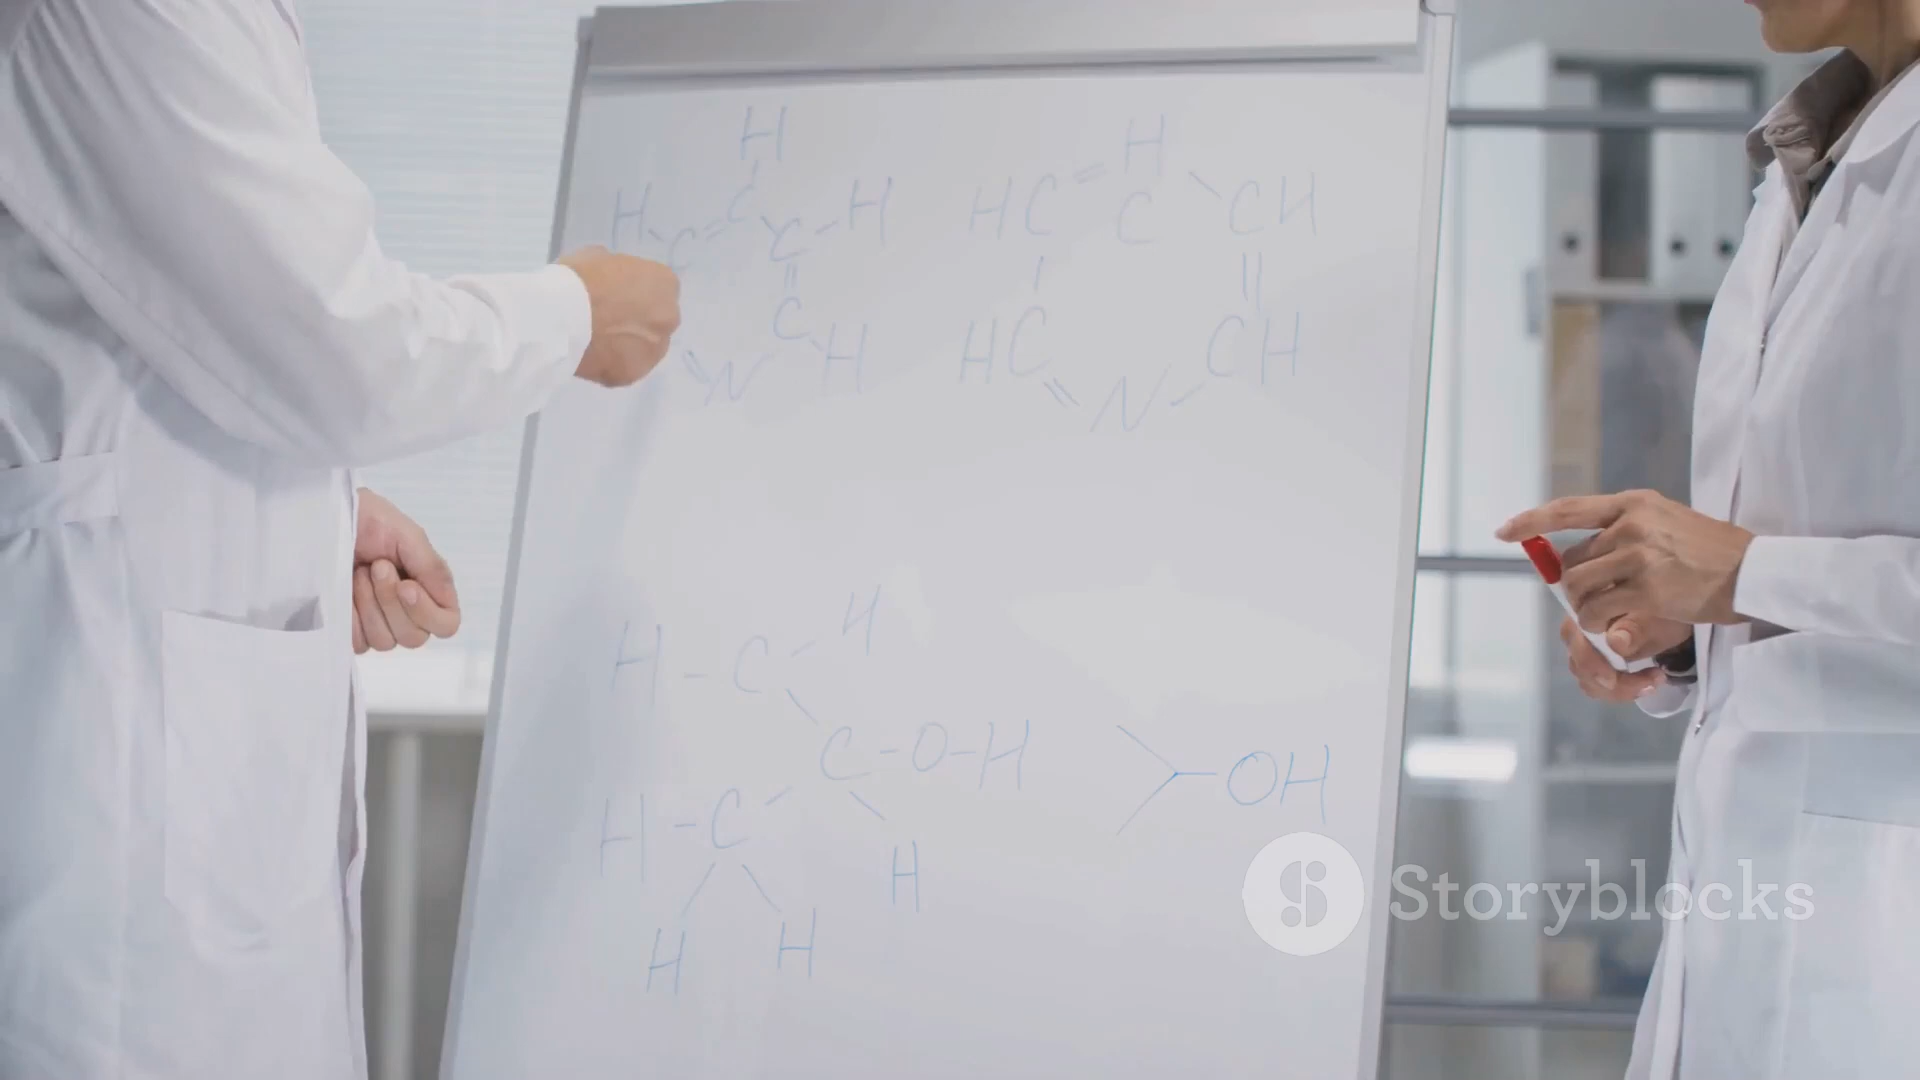 H
H C C C H
C H
N
H
HC C CH
HC CH
N
H C H
C-O-H
H-C H
H H
OH
Storyblocks